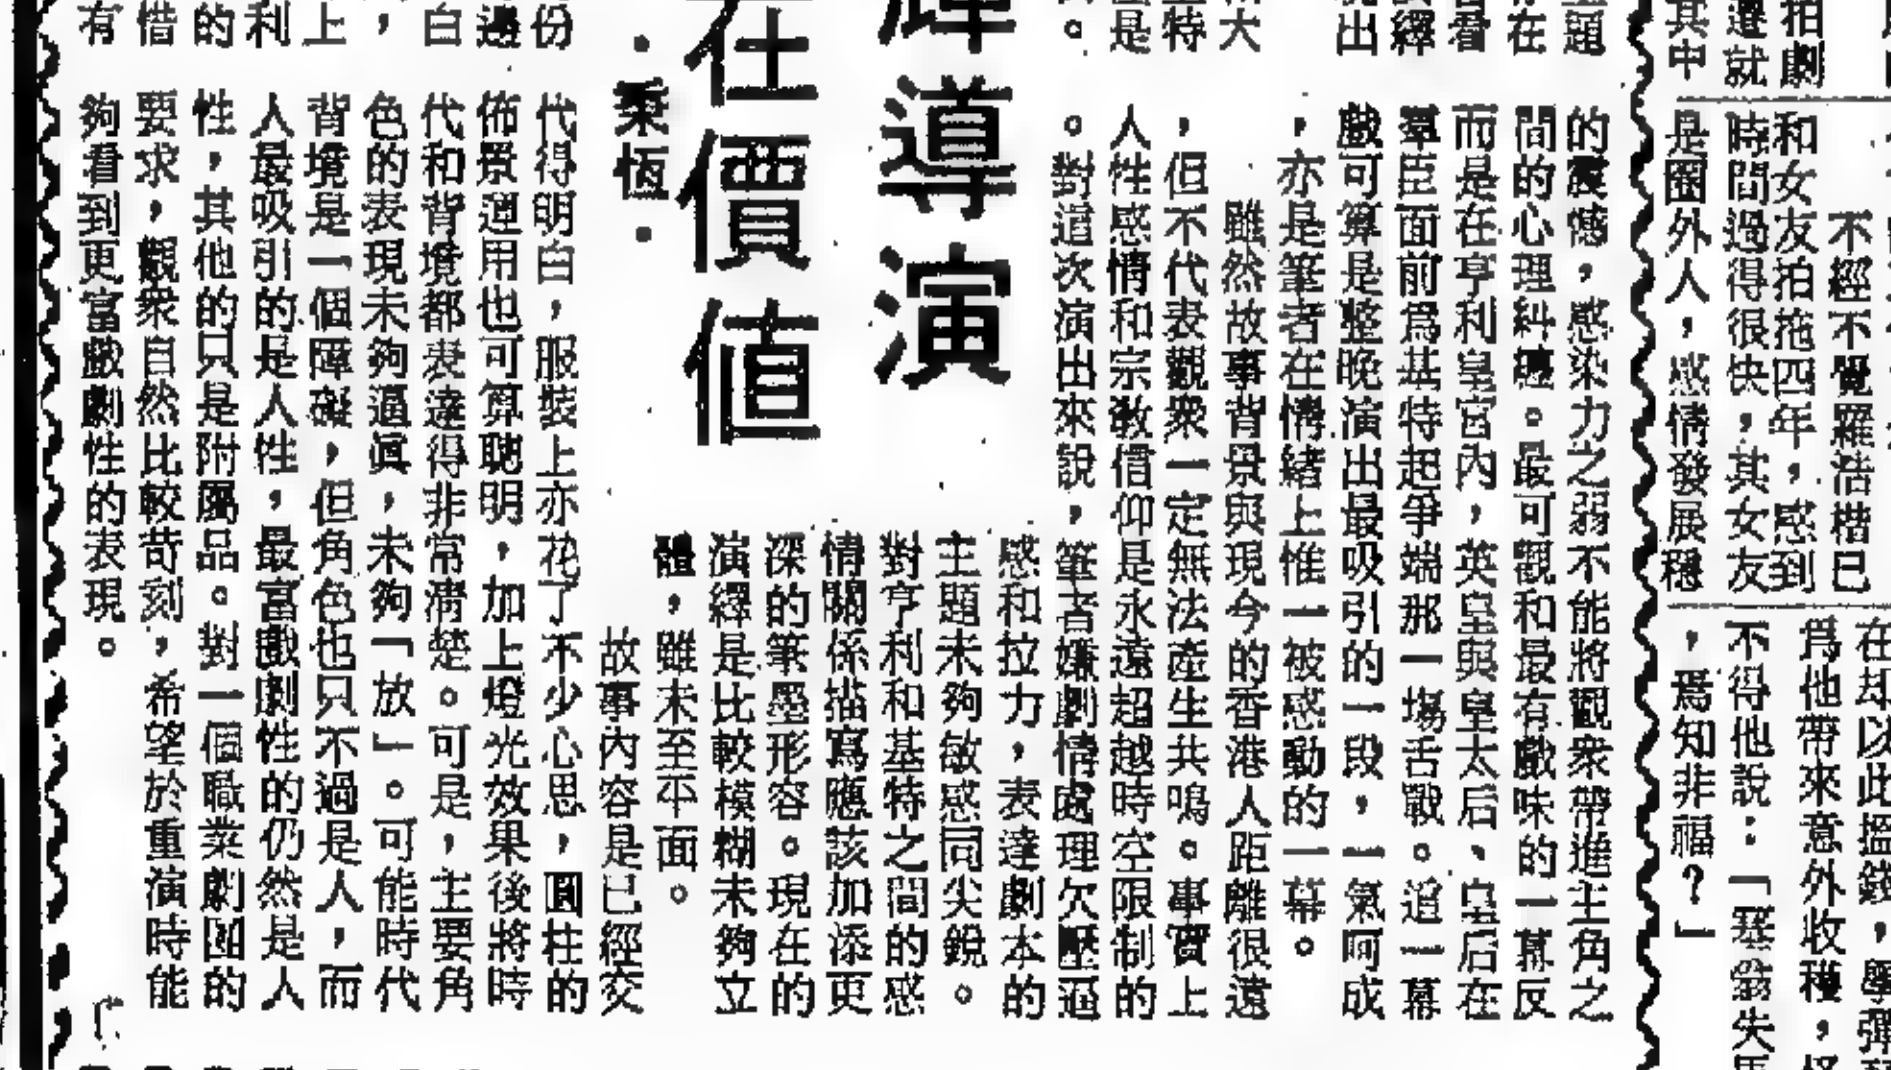 輝導演
在價值
·秉恆·
主題
存在
看
繹
出
大
特
是
。
的震憾，感染力之弱不能將觀衆帶進主角之
間的心理糾纏。最可觀和最有戲味的一幕反
而是在亨利皇宮內，英皇與皇太后、皇后在
羣臣面前爲基特起爭端那一場舌戰。這一幕
戲可算是整晚演出最吸引的一段，一氣呵成
，亦是筆者在情緒上惟一被感動的一幕。
雖然故事背景與現今的香港人距離很遠
，但不代表觀衆一定無法產生共鳴。事實上
人性感情和宗教信仰是永遠超越時空限制的
。對這次演出來說，筆者嫌劇情處理欠壓逼
感和拉力，表達劇本的
主題未夠敏感同尖銳。
對亨利和基特之間的感
情關係描寫應該加添更
深的筆墨形容。現在的
演繹是比較模糊未夠立
體，雖未至平面。
故事內容是已經交
份
邊
白
，
上
利
的
借
有
代得明白，服裝上亦花了不少心思，圓柱的
佈景運用也可算聰明，加上燈光效果後將時
代和背境都表達得非常清楚。可是，主要角
色的表現未夠逼眞，未夠「放」。可能時代
背境是一個障礙，但角色也只不過是人，而
人最吸引的是人性，最富戲劇性的仍然是人
性，其他的只是附屬品。對一個職業劇團的
要求，觀衆自然比較苛刻，希望於重演時能
夠看到更富戲劇性的表現。
拍劇
遷就
其中
不經不覺羅浩楷已
和女友拍拖四年，感到
時間過得很快，其女友
是圈外人，感情發展穩
在却以此搵錢，學彈
爲他帶來意外收穫，怪
不得他說：「塞翁失馬
，焉知非福？」